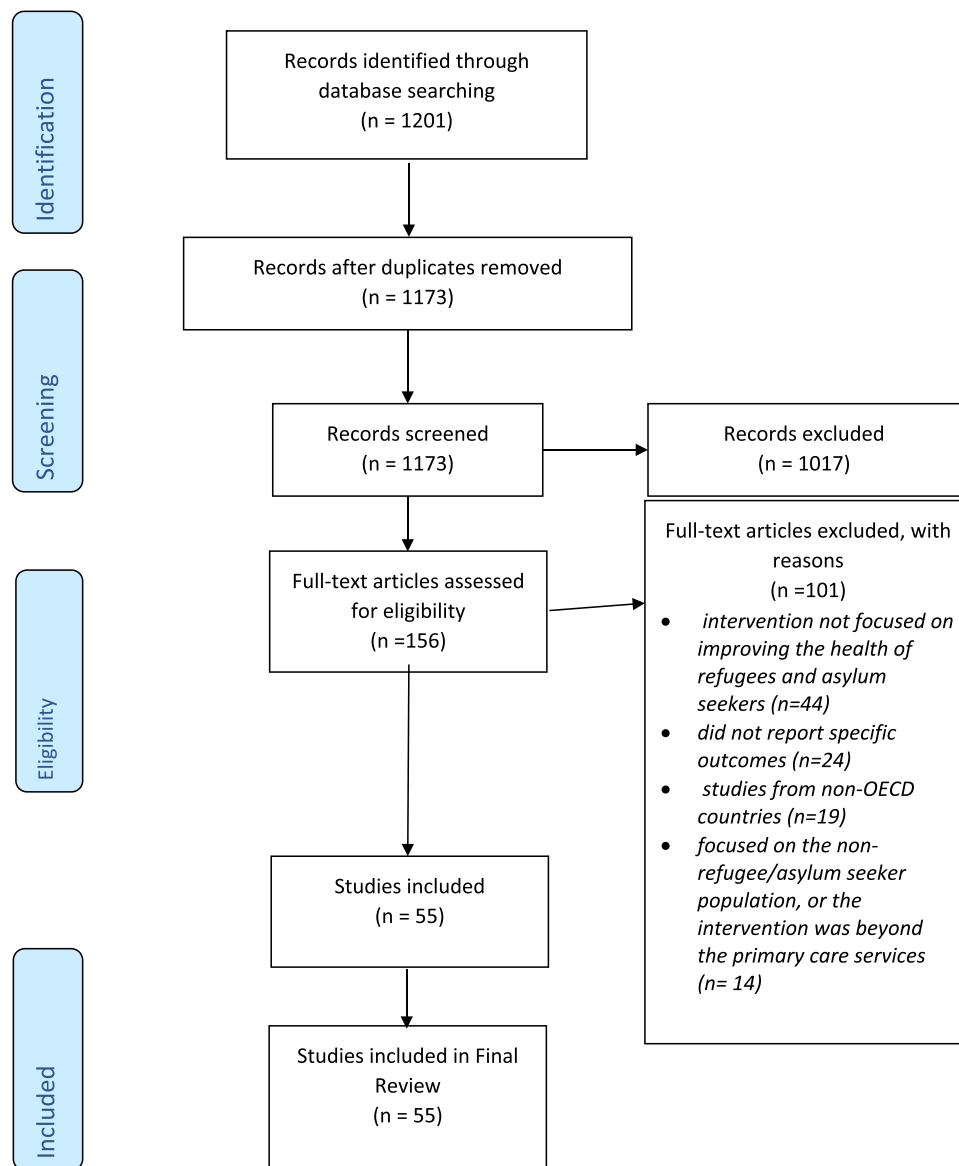 Identification
Records identified through
database searching
(n = 1201)
Records after duplicates removed
(n = 1173)
Screening
Records screened
(n = 1173)
Records excluded
(n = 1017)
Eligibility
Full-text articles assessed
for eligibility
(n =156)
Full-text articles excluded, with
reasons
(n =101)
• intervention not focused on
improving the health of
refugees and asylum
seekers (n=44)
• did not report specific
outcomes (n=24)
• studies from non-OECD
countries (n=19)
• focused on the non-
refugee/asylum seeker
population, or the
intervention was beyond
the primary care services
(n= 14)
Studies included
(n = 55)
Included
Studies included in Final
Review
(n = 55)